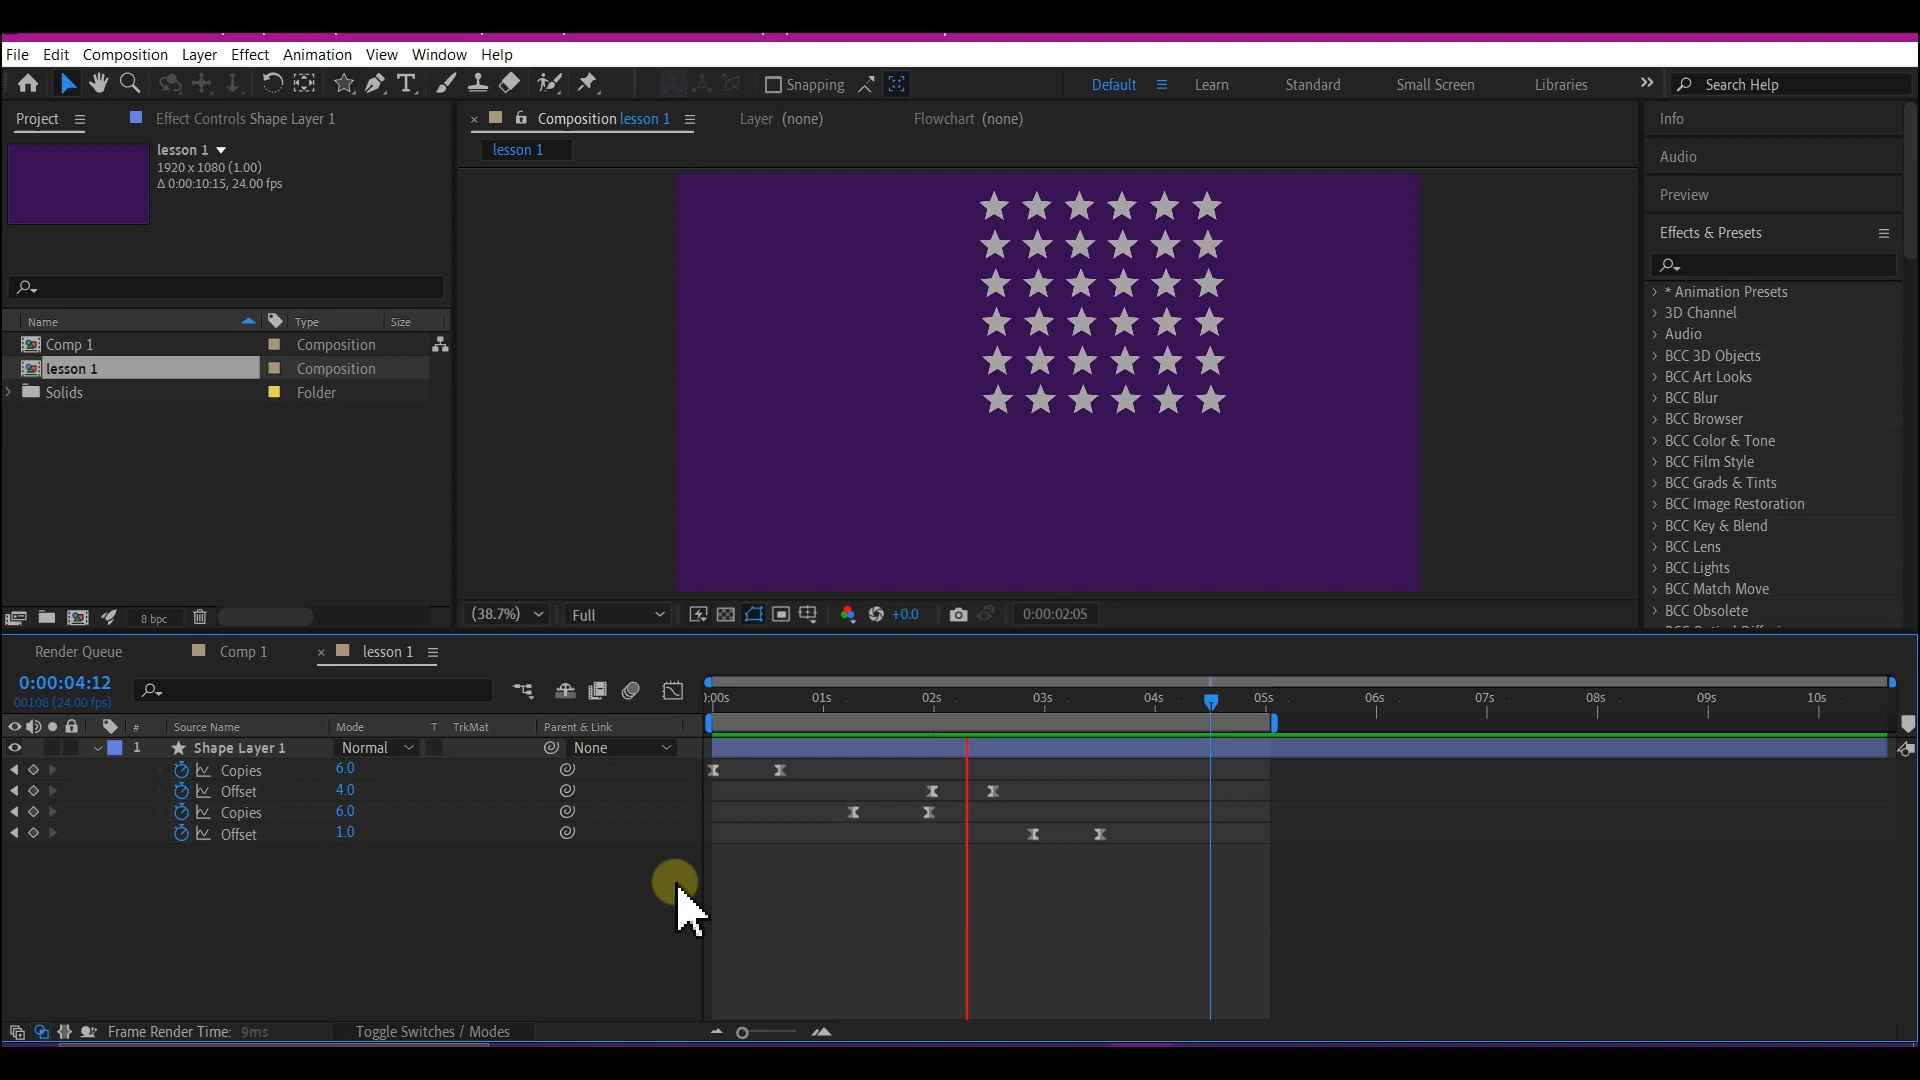 File Edit Composition Layer Effect Animation View Window Help
Snapping Default Learn Standard Small Screen Libraries Search Help
Project Effect Controls Shape Layer 1
lesson 1
1920 x 1080 (1.00)
Δ 0:00:10:15, 24.00 fps
Name Type Size
Comp 1 Composition
lesson 1 Composition
Solids Folder
8 bpc
Composition lesson 1 Layer (none) Flowchart (none)
lesson 1
(38.7%) Full +0.0 0:00:02:05
Info
Audio
Preview
Effects & Presets
* Animation Presets
3D Channel
Audio
BCC 3D Objects
BCC Art Looks
BCC Blur
BCC Browser
BCC Color & Tone
BCC Film Style
BCC Grads & Tints
BCC Image Restoration
BCC Key & Blend
BCC Lens
BCC Lights
BCC Match Move
BCC Obsolete
Render Queue Comp 1 lesson 1
0:00:04:12
00108 (24.00 fps)
:00s 01s 02s 03s 04s 05s 06s 07s 08s 09s 10s
# Source Name Mode T TrkMat Parent & Link
1 Shape Layer 1 Normal None
Copies 6.0
Offset 4.0
Copies 6.0
Offset 1.0
Frame Render Time: 9ms Toggle Switches / Modes